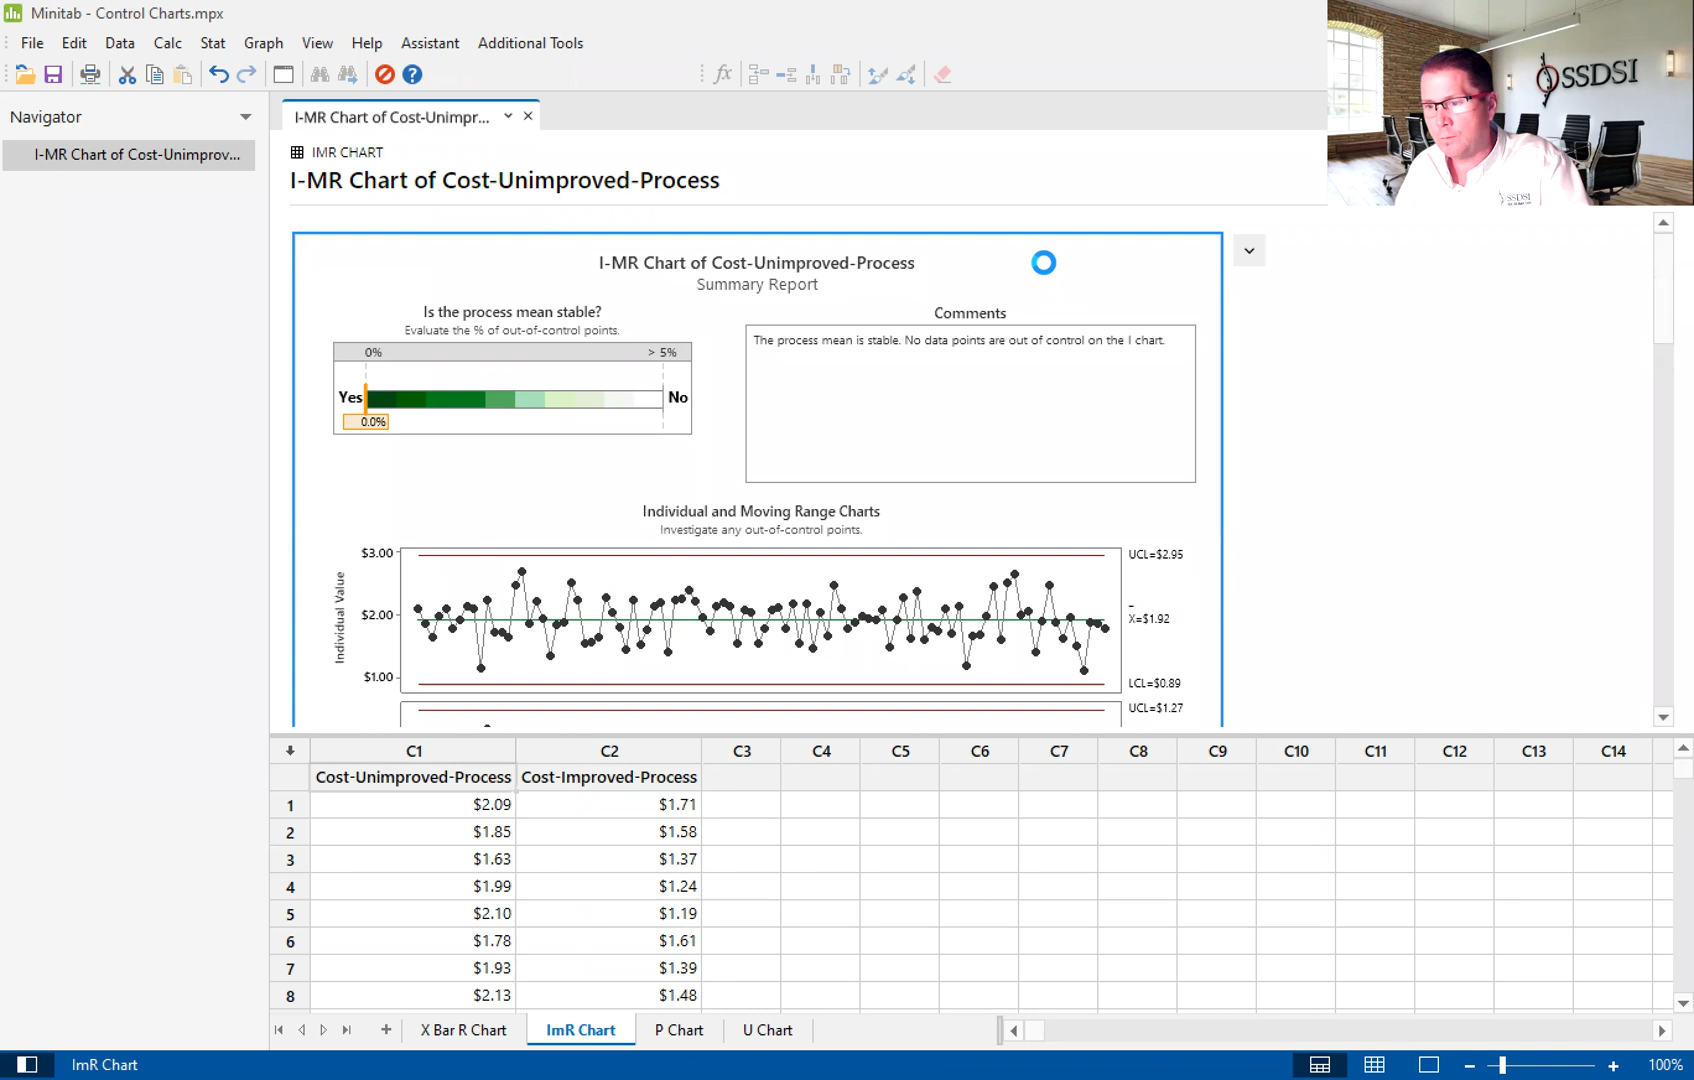 Minitab - Control Charts.mpx
File Edit Data Calc Stat Graph View Help Assistant Additional Tools
fx
SSDSI
SSDSI
Navigator
I-MR Chart of Cost-Unimprov...
I-MR Chart of Cost-Unimpr...
IMR CHART
I-MR Chart of Cost-Unimproved-Process
I-MR Chart of Cost-Unimproved-Process
Summary Report
Is the process mean stable?
Evaluate the % of out-of-control points.
0% > 5%
Yes No
0.0%
Comments
The process mean is stable. No data points are out of control on the I chart.
Individual and Moving Range Charts
Investigate any out-of-control points.
Individual Value
$3.00
$2.00
$1.00
UCL=$2.95
X̄=$1.92
LCL=$0.89
UCL=$1.27
C1 C2 C3 C4 C5 C6 C7 C8 C9 C10 C11 C12 C13 C14
Cost-Unimproved-Process Cost-Improved-Process
1 $2.09 $1.71
2 $1.85 $1.58
3 $1.63 $1.37
4 $1.99 $1.24
5 $2.10 $1.19
6 $1.78 $1.61
7 $1.93 $1.39
8 $2.13 $1.48
X Bar R Chart ImR Chart P Chart U Chart
ImR Chart
100%